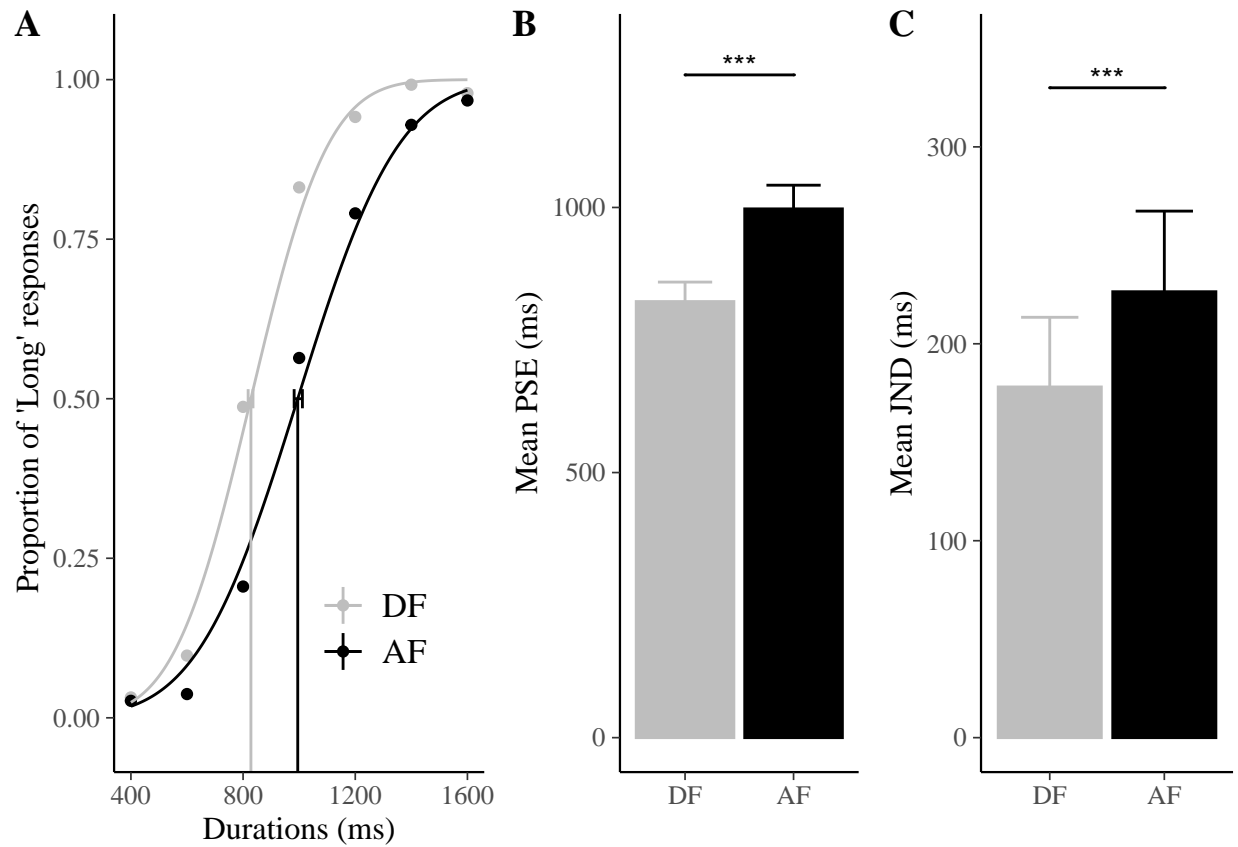 A
Proportion of 'Long' responses
1.00
0.75
0.50
0.25
0.00
DF
AF
400 800 1200 1600
Durations (ms)
B
***
Mean PSE (ms)
1000
500
0
DF AF
C
***
Mean JND (ms)
300
200
100
0
DF AF